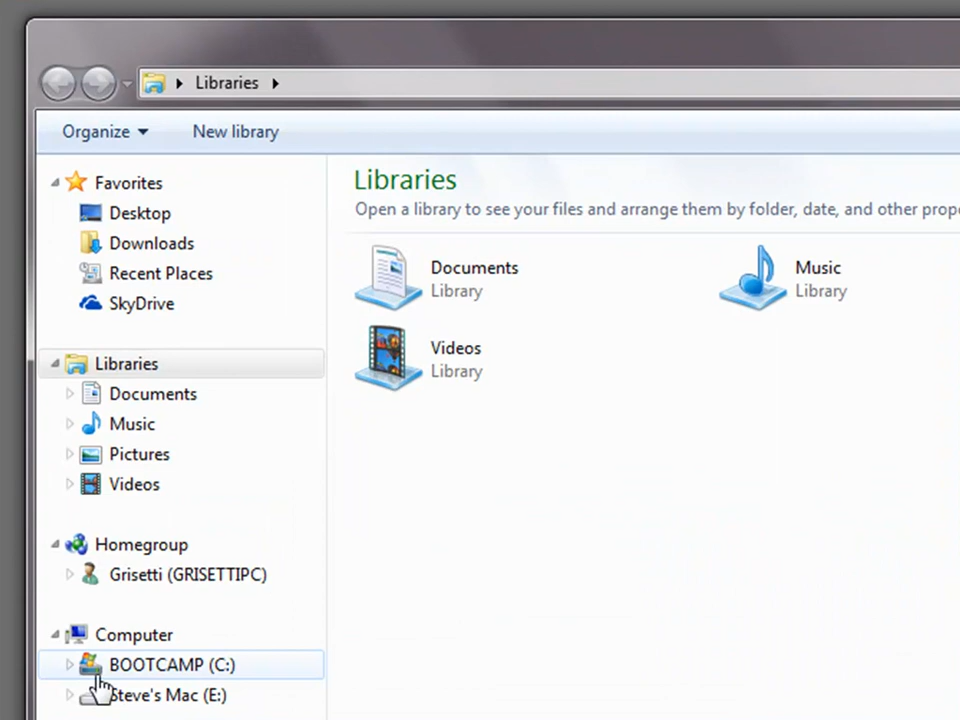 Libraries
Organize
New library
Favorites
Desktop
Downloads
Recent Places
SkyDrive
Libraries
Documents
Music
Pictures
Videos
Homegroup
Grisetti (GRISETTIPC)
Computer
BOOTCAMP (C:)
Steve's Mac (E:)
Libraries
Open a library to see your files and arrange them by folder, date, and other
Documents
Library
Music
Library
Videos
Library